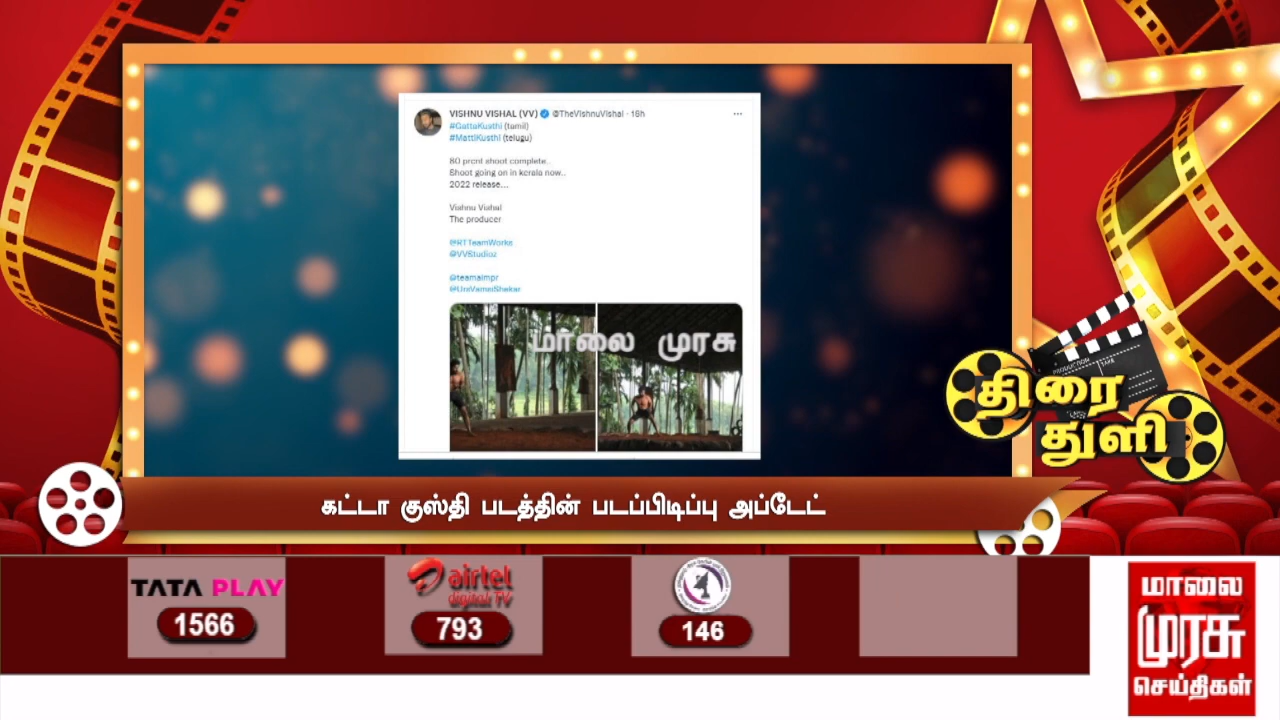 VISHNU VISHAL (VV) @TheVishnuVishal · 16h
#GattaKusthi (tamil)
#MattiKusthi (telugu)
80 prcnt shoot complete..
Shoot going on in kerala now..
2022 release...
Vishnu Vishal
The producer
@RTTeamWorks
@VVStudioz
@teamaimpr
@UrsVamsiShekar
மாலை முரசு
திரை
துளி
கட்டா குஸ்தி படத்தின் படப்பிடிப்பு அப்டேட்
TATA PLAY
1566
airtel
digital TV
793
146
மாலை
முரசு
செய்திகள்